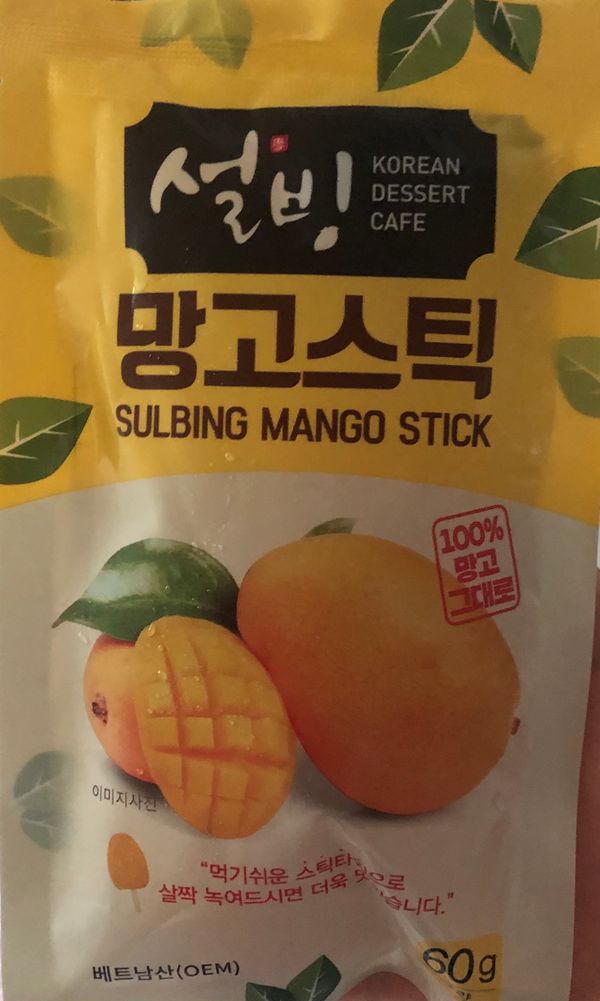 설빙
KOREAN
DESSERT
CAFE
망고스틱
SULBING MANGO STICK
100%
망고
그대로
이미지사진
“먹기쉬운
살짝 녹여드시면 더욱
베트남산(OEM)
60g